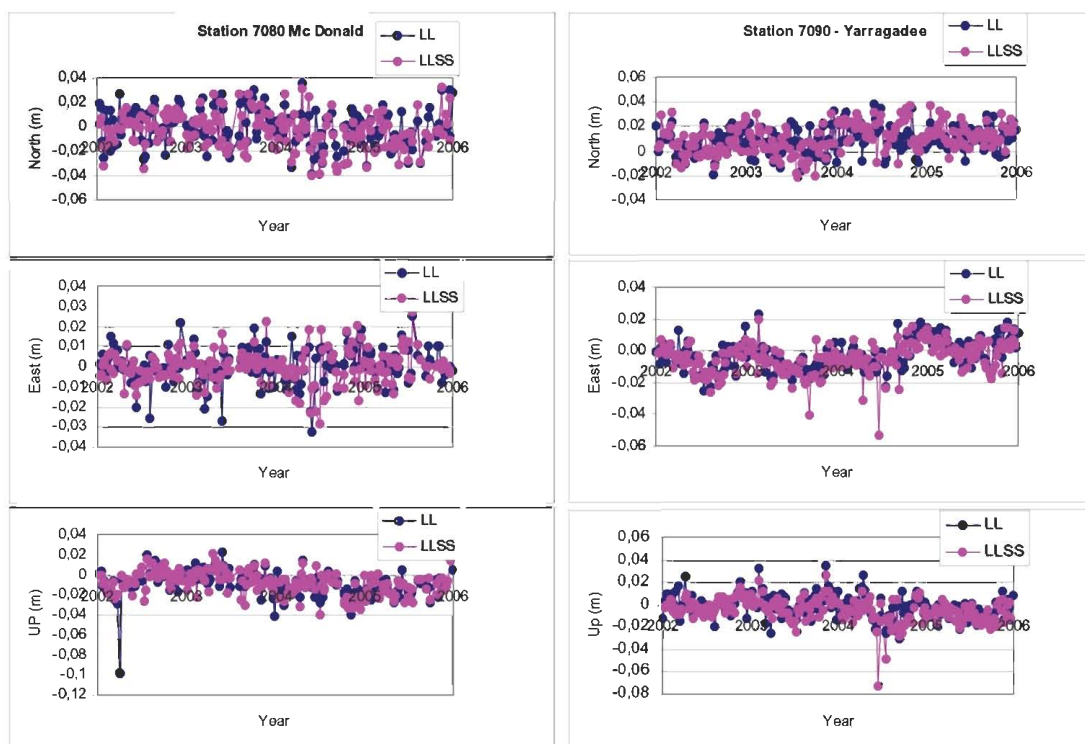 Station 7080 Mc Donald
LL
LLSS
North (m)
0,04
0,02
0
-0,02
-0,04
-0,06
2002
2003
2004
2005
2006
Year
Station 7090 - Yarragadee
LL
LLSS
North (m)
0,06
0,04
0,02
0
-0,02
-0,04
2002
2003
2004
2005
2006
Year
LL
LLSS
East (m)
0,04
0,03
0,02
0,01
0
-0,01
-0,02
-0,03
-0,04
2002
2003
2004
2005
2006
Year
LL
LLSS
East (m)
0,04
0,02
0,00
-0,02
-0,04
-0,06
2002
2003
2004
2005
2006
Year
LL
LLSS
UP (m)
0,04
0,02
0
-0,02
-0,04
-0,06
-0,08
-0,1
-0,12
2002
2003
2004
2005
2006
Year
LL
LLSS
Up (m)
0,06
0,04
0,02
0
-0,02
-0,04
-0,06
-0,08
2002
2003
2004
2005
2006
Year